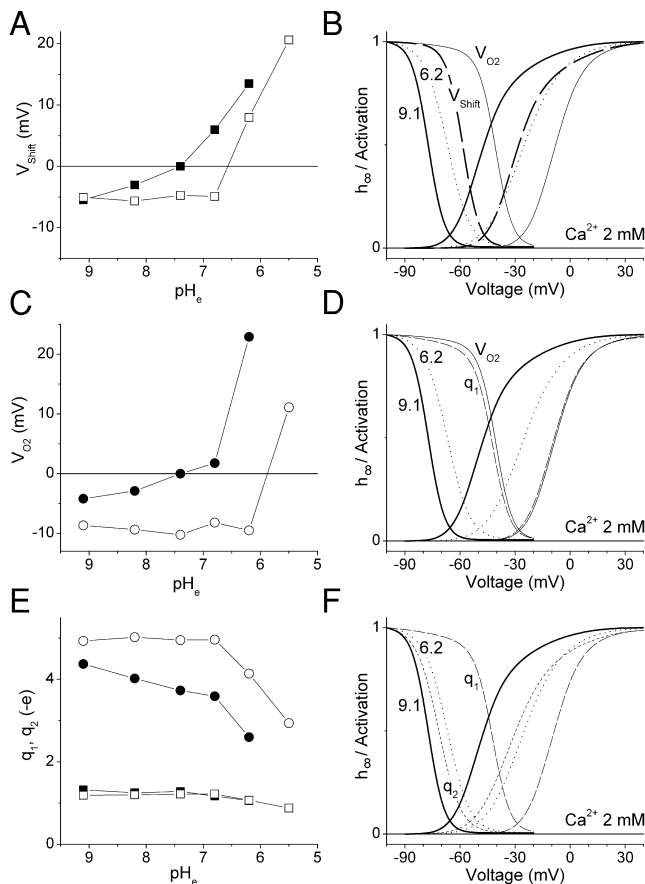 A
V_Shift (mV)
20
10
0
-10
9 8 7 6 5
pH_e
B
h_8 / Activation
1
0
6.2
9.1
V_O2
V_Shift
Ca²⁺ 2 mM
-90 -60 -30 0 30
Voltage (mV)
C
V_O2 (mV)
20
10
0
-10
9 8 7 6 5
pH_e
D
h_8 / Activation
1
0
6.2
9.1
V_O2
q_1
Ca²⁺ 2 mM
-90 -60 -30 0 30
Voltage (mV)
E
q_1, q_2 (-e)
4
2
0
9 8 7 6 5
pH_e
F
h_8 / Activation
1
0
6.2
9.1
q_1
q_2
Ca²⁺ 2 mM
-90 -60 -30 0 30
Voltage (mV)